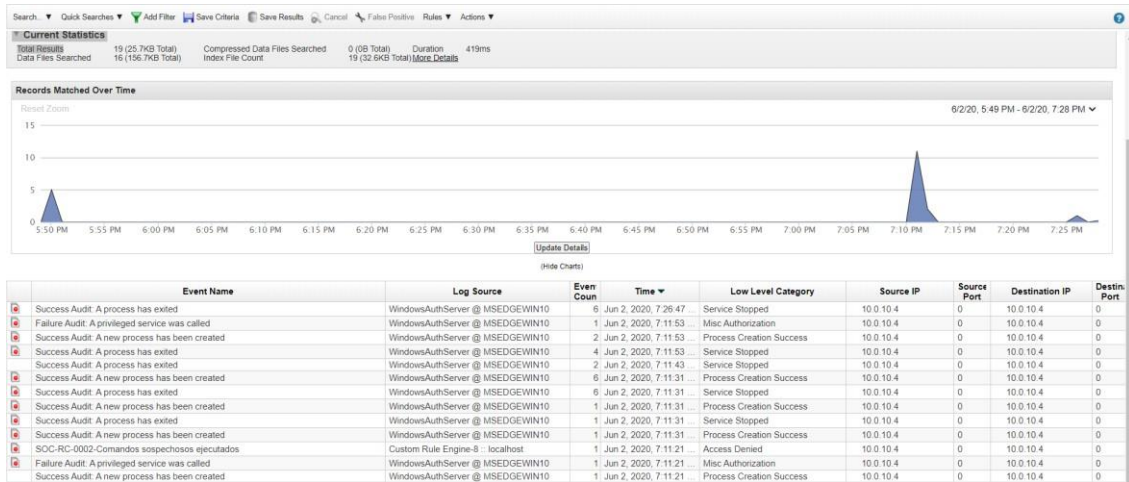 Search... ▼ Quick Searches ▼ Add Filter Save Criteria Save Results Cancel False Positive Rules ▼ Actions ▼
Current Statistics
Total Results 19 (25.7KB Total) Compressed Data Files Searched 0 (0B Total) Duration 419ms
Data Files Searched 16 (156.7KB Total) Index File Count 19 (32.6KB Total) More Details
Records Matched Over Time
Reset Zoom 6/2/20, 5:49 PM - 6/2/20, 7:28 PM
15
10
5
0
5:50 PM 5:55 PM 6:00 PM 6:05 PM 6:10 PM 6:15 PM 6:20 PM 6:25 PM 6:30 PM 6:35 PM 6:40 PM 6:45 PM 6:50 PM 6:55 PM 7:00 PM 7:05 PM 7:10 PM 7:15 PM 7:20 PM 7:25 PM
Update Details
(Hide Charts)
Event Name Log Source Even Coun Time ▼ Low Level Category Source IP Source Port Destination IP Destin Port
Success Audit: A process has exited WindowsAuthServer @ MSEDGEWIN10 6 Jun 2, 2020, 7:26:47 ... Service Stopped 10.0.10.4 0 10.0.10.4 0
Failure Audit: A privileged service was called WindowsAuthServer @ MSEDGEWIN10 1 Jun 2, 2020, 7:11:53 ... Misc Authorization 10.0.10.4 0 10.0.10.4 0
Success Audit: A new process has been created WindowsAuthServer @ MSEDGEWIN10 2 Jun 2, 2020, 7:11:53 ... Process Creation Success 10.0.10.4 0 10.0.10.4 0
Success Audit: A process has exited WindowsAuthServer @ MSEDGEWIN10 4 Jun 2, 2020, 7:11:53 ... Service Stopped 10.0.10.4 0 10.0.10.4 0
Success Audit: A process has exited WindowsAuthServer @ MSEDGEWIN10 2 Jun 2, 2020, 7:11:43 ... Service Stopped 10.0.10.4 0 10.0.10.4 0
Success Audit: A new process has been created WindowsAuthServer @ MSEDGEWIN10 6 Jun 2, 2020, 7:11:31 ... Process Creation Success 10.0.10.4 0 10.0.10.4 0
Success Audit: A process has exited WindowsAuthServer @ MSEDGEWIN10 6 Jun 2, 2020, 7:11:31 ... Service Stopped 10.0.10.4 0 10.0.10.4 0
Success Audit: A new process has been created WindowsAuthServer @ MSEDGEWIN10 1 Jun 2, 2020, 7:11:31 ... Process Creation Success 10.0.10.4 0 10.0.10.4 0
Success Audit: A process has exited WindowsAuthServer @ MSEDGEWIN10 1 Jun 2, 2020, 7:11:31 ... Service Stopped 10.0.10.4 0 10.0.10.4 0
Success Audit: A new process has been created WindowsAuthServer @ MSEDGEWIN10 1 Jun 2, 2020, 7:11:31 ... Process Creation Success 10.0.10.4 0 10.0.10.4 0
SOC-RC-0002-Comandos sospechosos ejecutados Custom Rule Engine-8 :: localhost 1 Jun 2, 2020, 7:11:21 ... Access Denied 10.0.10.4 0 10.0.10.4 0
Failure Audit: A privileged service was called WindowsAuthServer @ MSEDGEWIN10 1 Jun 2, 2020, 7:11:21 ... Misc Authorization 10.0.10.4 0 10.0.10.4 0
Success Audit: A new process has been created WindowsAuthServer @ MSEDGEWIN10 1 Jun 2, 2020, 7:11:21 ... Process Creation Success 10.0.10.4 0 10.0.10.4 0